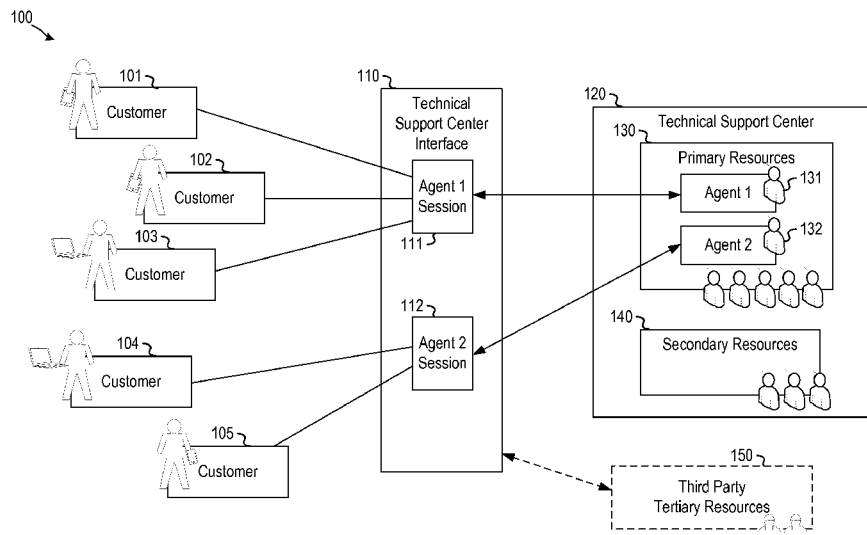 100
101
Customer
102
Customer
103
Customer
104
Customer
105
Customer
110
Technical
Support Center
Interface
Agent 1
Session
111
112
Agent 2
Session
120
Technical Support Center
130
Primary Resources
Agent 1
131
Agent 2
132
140
Secondary Resources
150
Third Party
Tertiary Resources